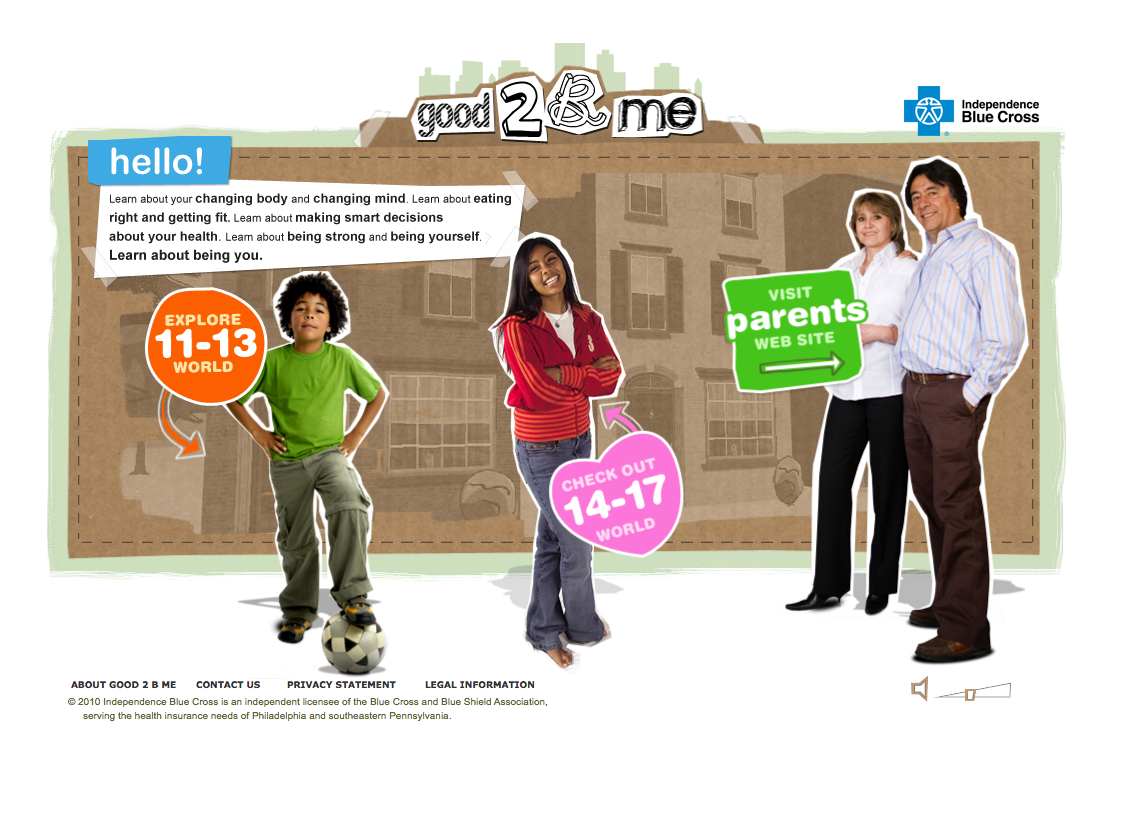 good 2 B me
Independence
Blue Cross
hello!
Learn about your changing body and changing mind. Learn about eating
right and getting fit. Learn about making smart decisions
about your health. Learn about being strong and being yourself.
Learn about being you.
EXPLORE
11-13
WORLD
VISIT
parents
WEB SITE
CHECK OUT
14-17
WORLD
ABOUT GOOD 2 B ME CONTACT US PRIVACY STATEMENT LEGAL INFORMATION
© 2010 Independence Blue Cross is an independent licensee of the Blue Cross and Blue Shield Association,
serving the health insurance needs of Philadelphia and southeastern Pennsylvania.